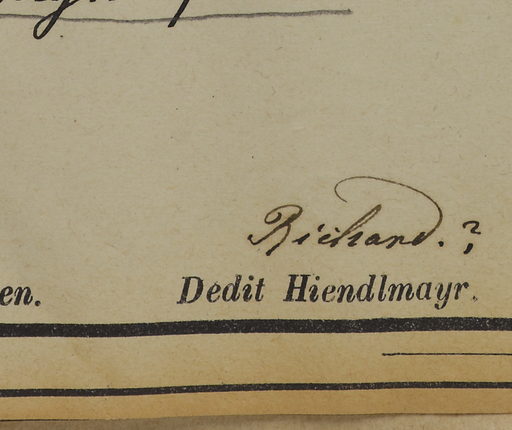 Richard. ?
en. Dedit Hiendlmayr.